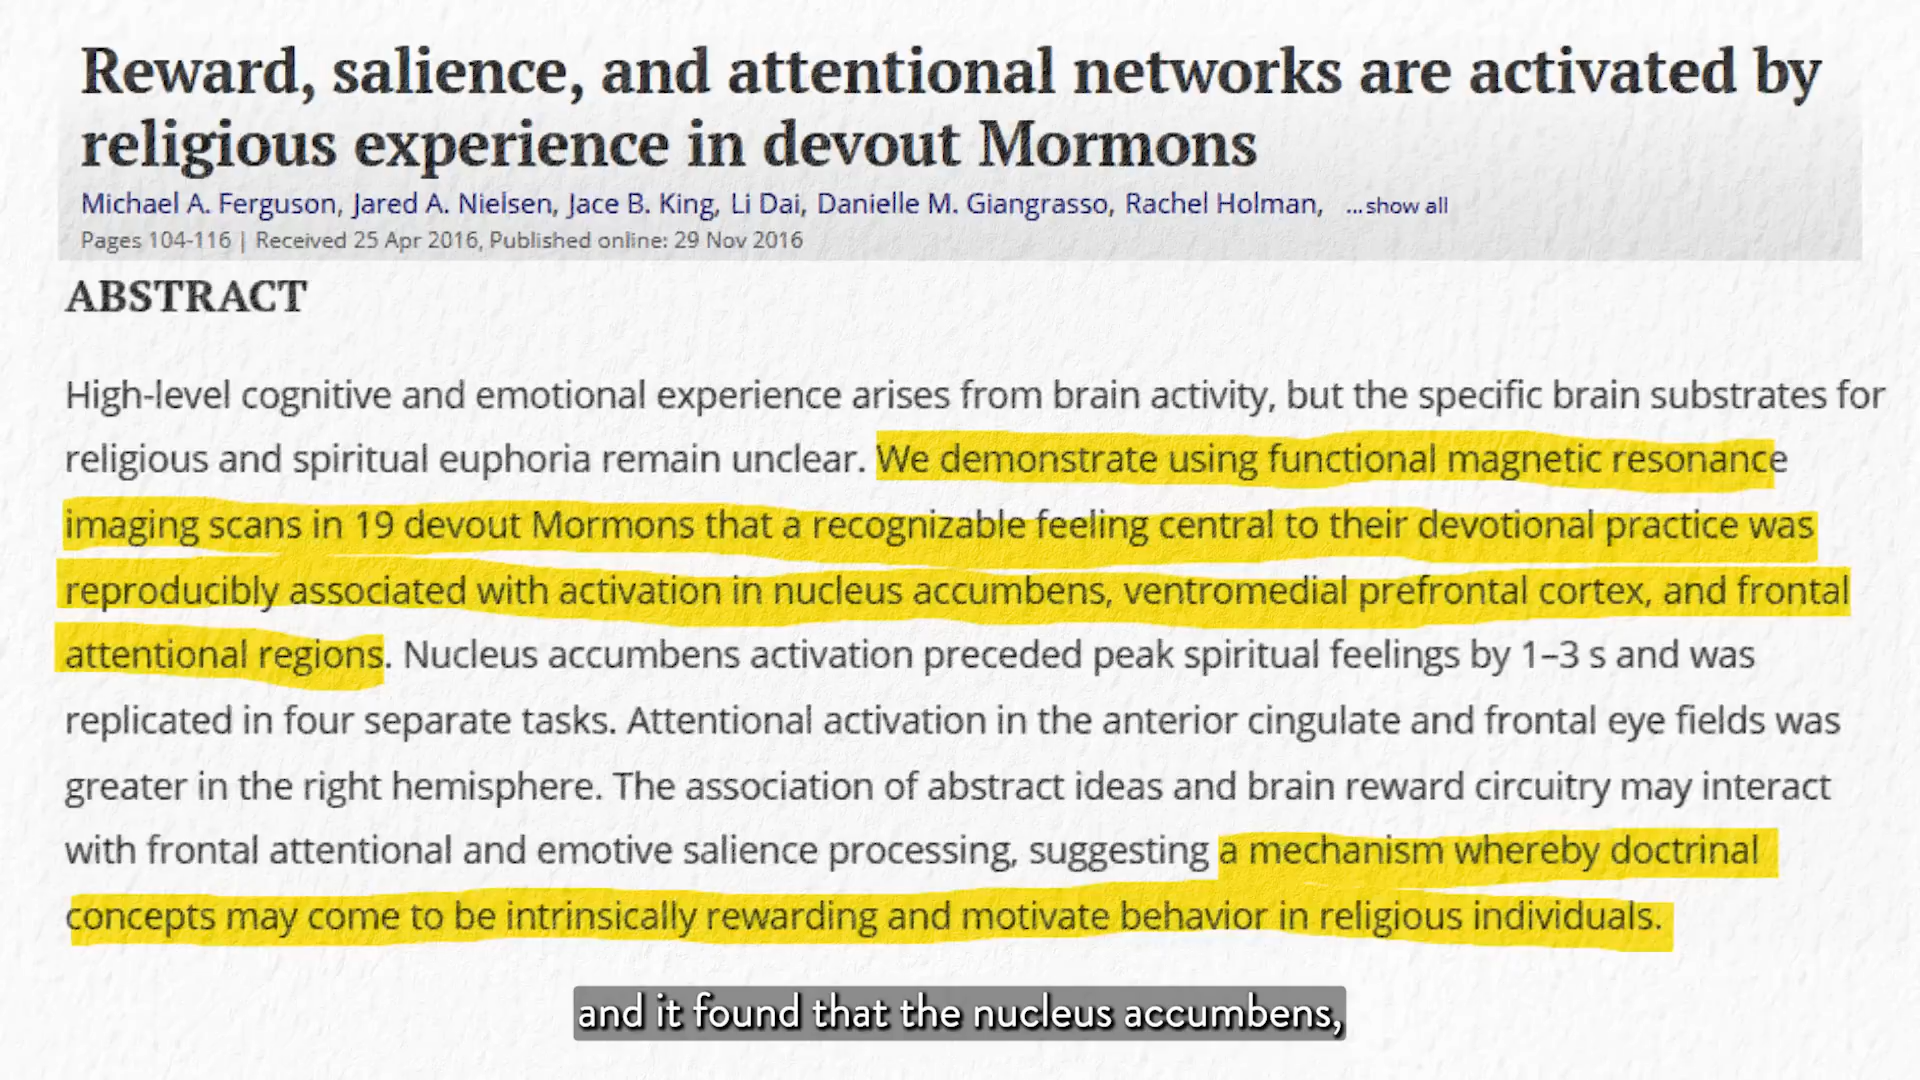 Reward, salience, and attentional networks are activated by
religious experience in devout Mormons
Michael A. Ferguson, Jared A. Nielsen, Jace B. King, Li Dai, Danielle M. Giangrasso, Rachel Holman, ...show all
Pages 104-116 | Received 25 Apr 2016, Published online: 29 Nov 2016
ABSTRACT
High-level cognitive and emotional experience arises from brain activity, but the specific brain substrates for
religious and spiritual euphoria remain unclear. We demonstrate using functional magnetic resonance
imaging scans in 19 devout Mormons that a recognizable feeling central to their devotional practice was
reproducibly associated with activation in nucleus accumbens, ventromedial prefrontal cortex, and frontal
attentional regions. Nucleus accumbens activation preceded peak spiritual feelings by 1–3 s and was
replicated in four separate tasks. Attentional activation in the anterior cingulate and frontal eye fields was
greater in the right hemisphere. The association of abstract ideas and brain reward circuitry may interact
with frontal attentional and emotive salience processing, suggesting a mechanism whereby doctrinal
concepts may come to be intrinsically rewarding and motivate behavior in religious individuals.
and it found that the nucleus accumbens,